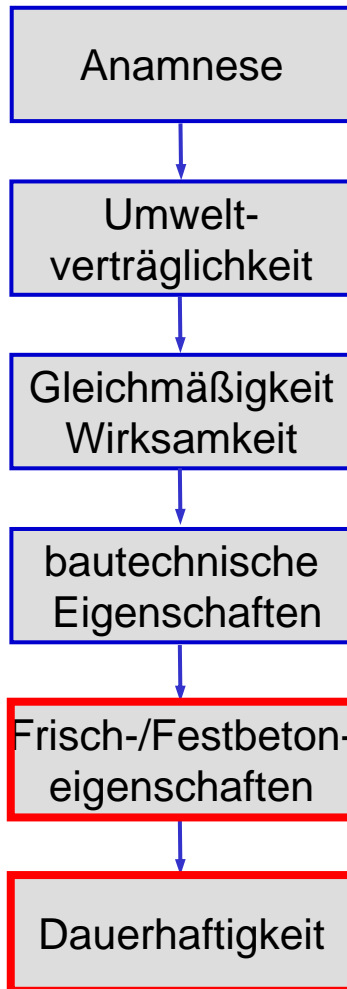 Anamnese
Umwelt-
verträglichkeit
Gleichmäßigkeit
Wirksamkeit
bautechnische
Eigenschaften
Frisch-/Festbeton-
eigenschaften
Dauerhaftigkeit